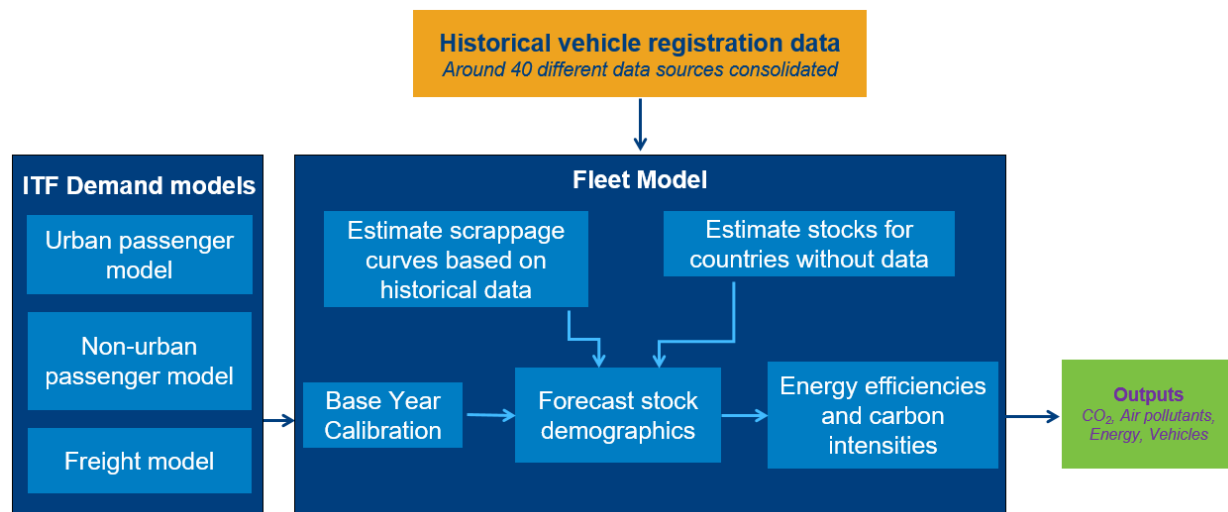 Historical vehicle registration data
Around 40 different data sources consolidated
ITF Demand models
Urban passenger
model
Non-urban
passenger model
Freight model
Fleet Model
Estimate scrappage
curves based on
historical data
Estimate stocks for
countries without data
Base Year
Calibration
Forecast stock
demographics
Energy efficiencies
and carbon
intensities
Outputs
CO₂, Air pollutants,
Energy, Vehicles